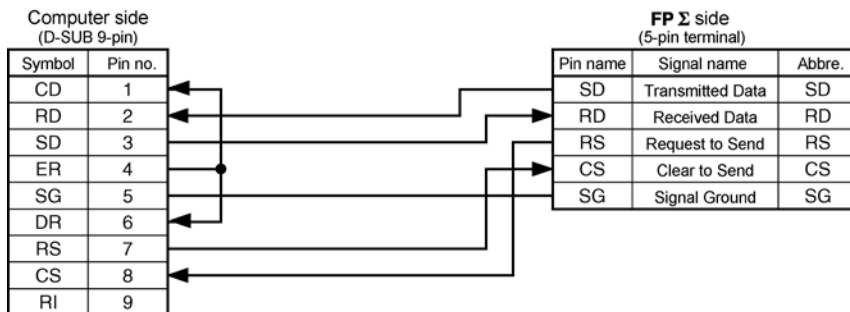 Computer side
(D-SUB 9-pin)
Symbol Pin no.
CD 1
RD 2
SD 3
ER 4
SG 5
DR 6
RS 7
CS 8
RI 9
FP Σ side
(5-pin terminal)
Pin name Signal name Abbre.
SD Transmitted Data SD
RD Received Data RD
RS Request to Send RS
CS Clear to Send CS
SG Signal Ground SG